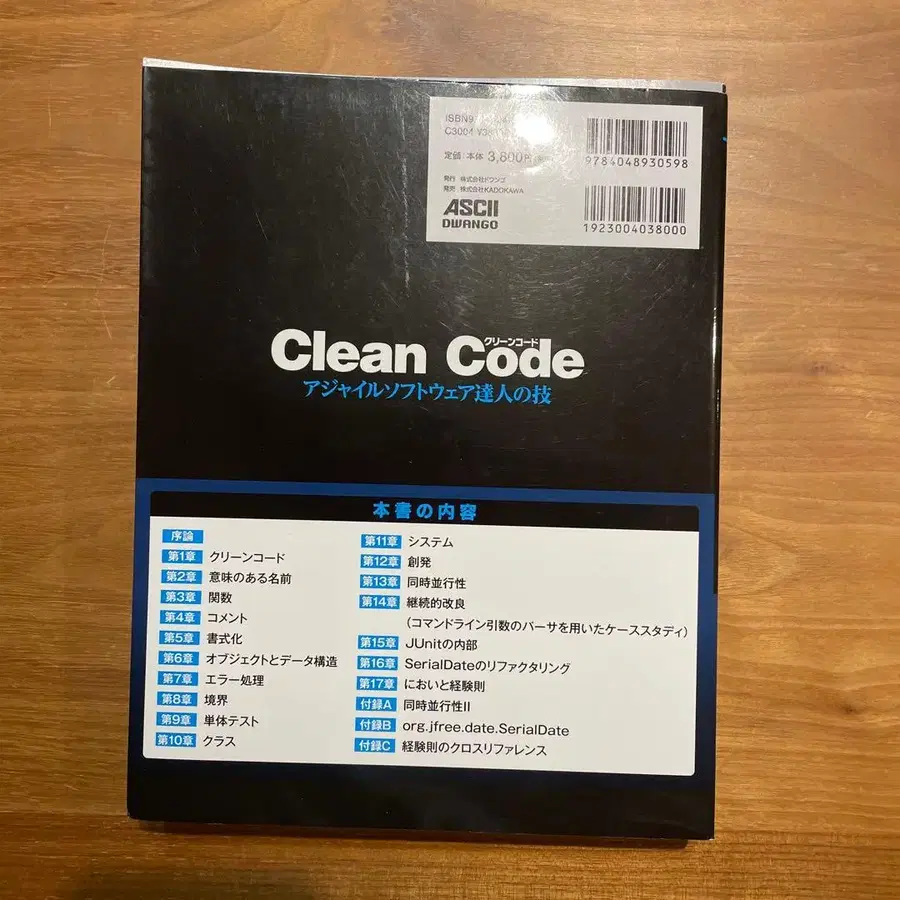 ISBN9
C3004
9784048930598
定価:本体 3,800円
発行 株式会社ドワンゴ
発売 株式会社KADOKAWA
ASCII
DWANGO
1923004038000
クリーンコード
Clean Code
アジャイルソフトウェア達人の技
本書の内容
序論
第1章 クリーンコード
第2章 意味のある名前
第3章 関数
第4章 コメント
第5章 書式化
第6章 オブジェクトとデータ構造
第7章 エラー処理
第8章 境界
第9章 単体テスト
第10章 クラス
第11章 システム
第12章 創発
第13章 同時並行性
第14章 継続的改良
(コマンドライン引数のパーサを用いたケーススタディ)
第15章 JUnitの内部
第16章 SerialDateのリファクタリング
第17章 においと経験則
付録A 同時並行性II
付録B org.jfree.date.SerialDate
付録C 経験則のクロスリファレンス